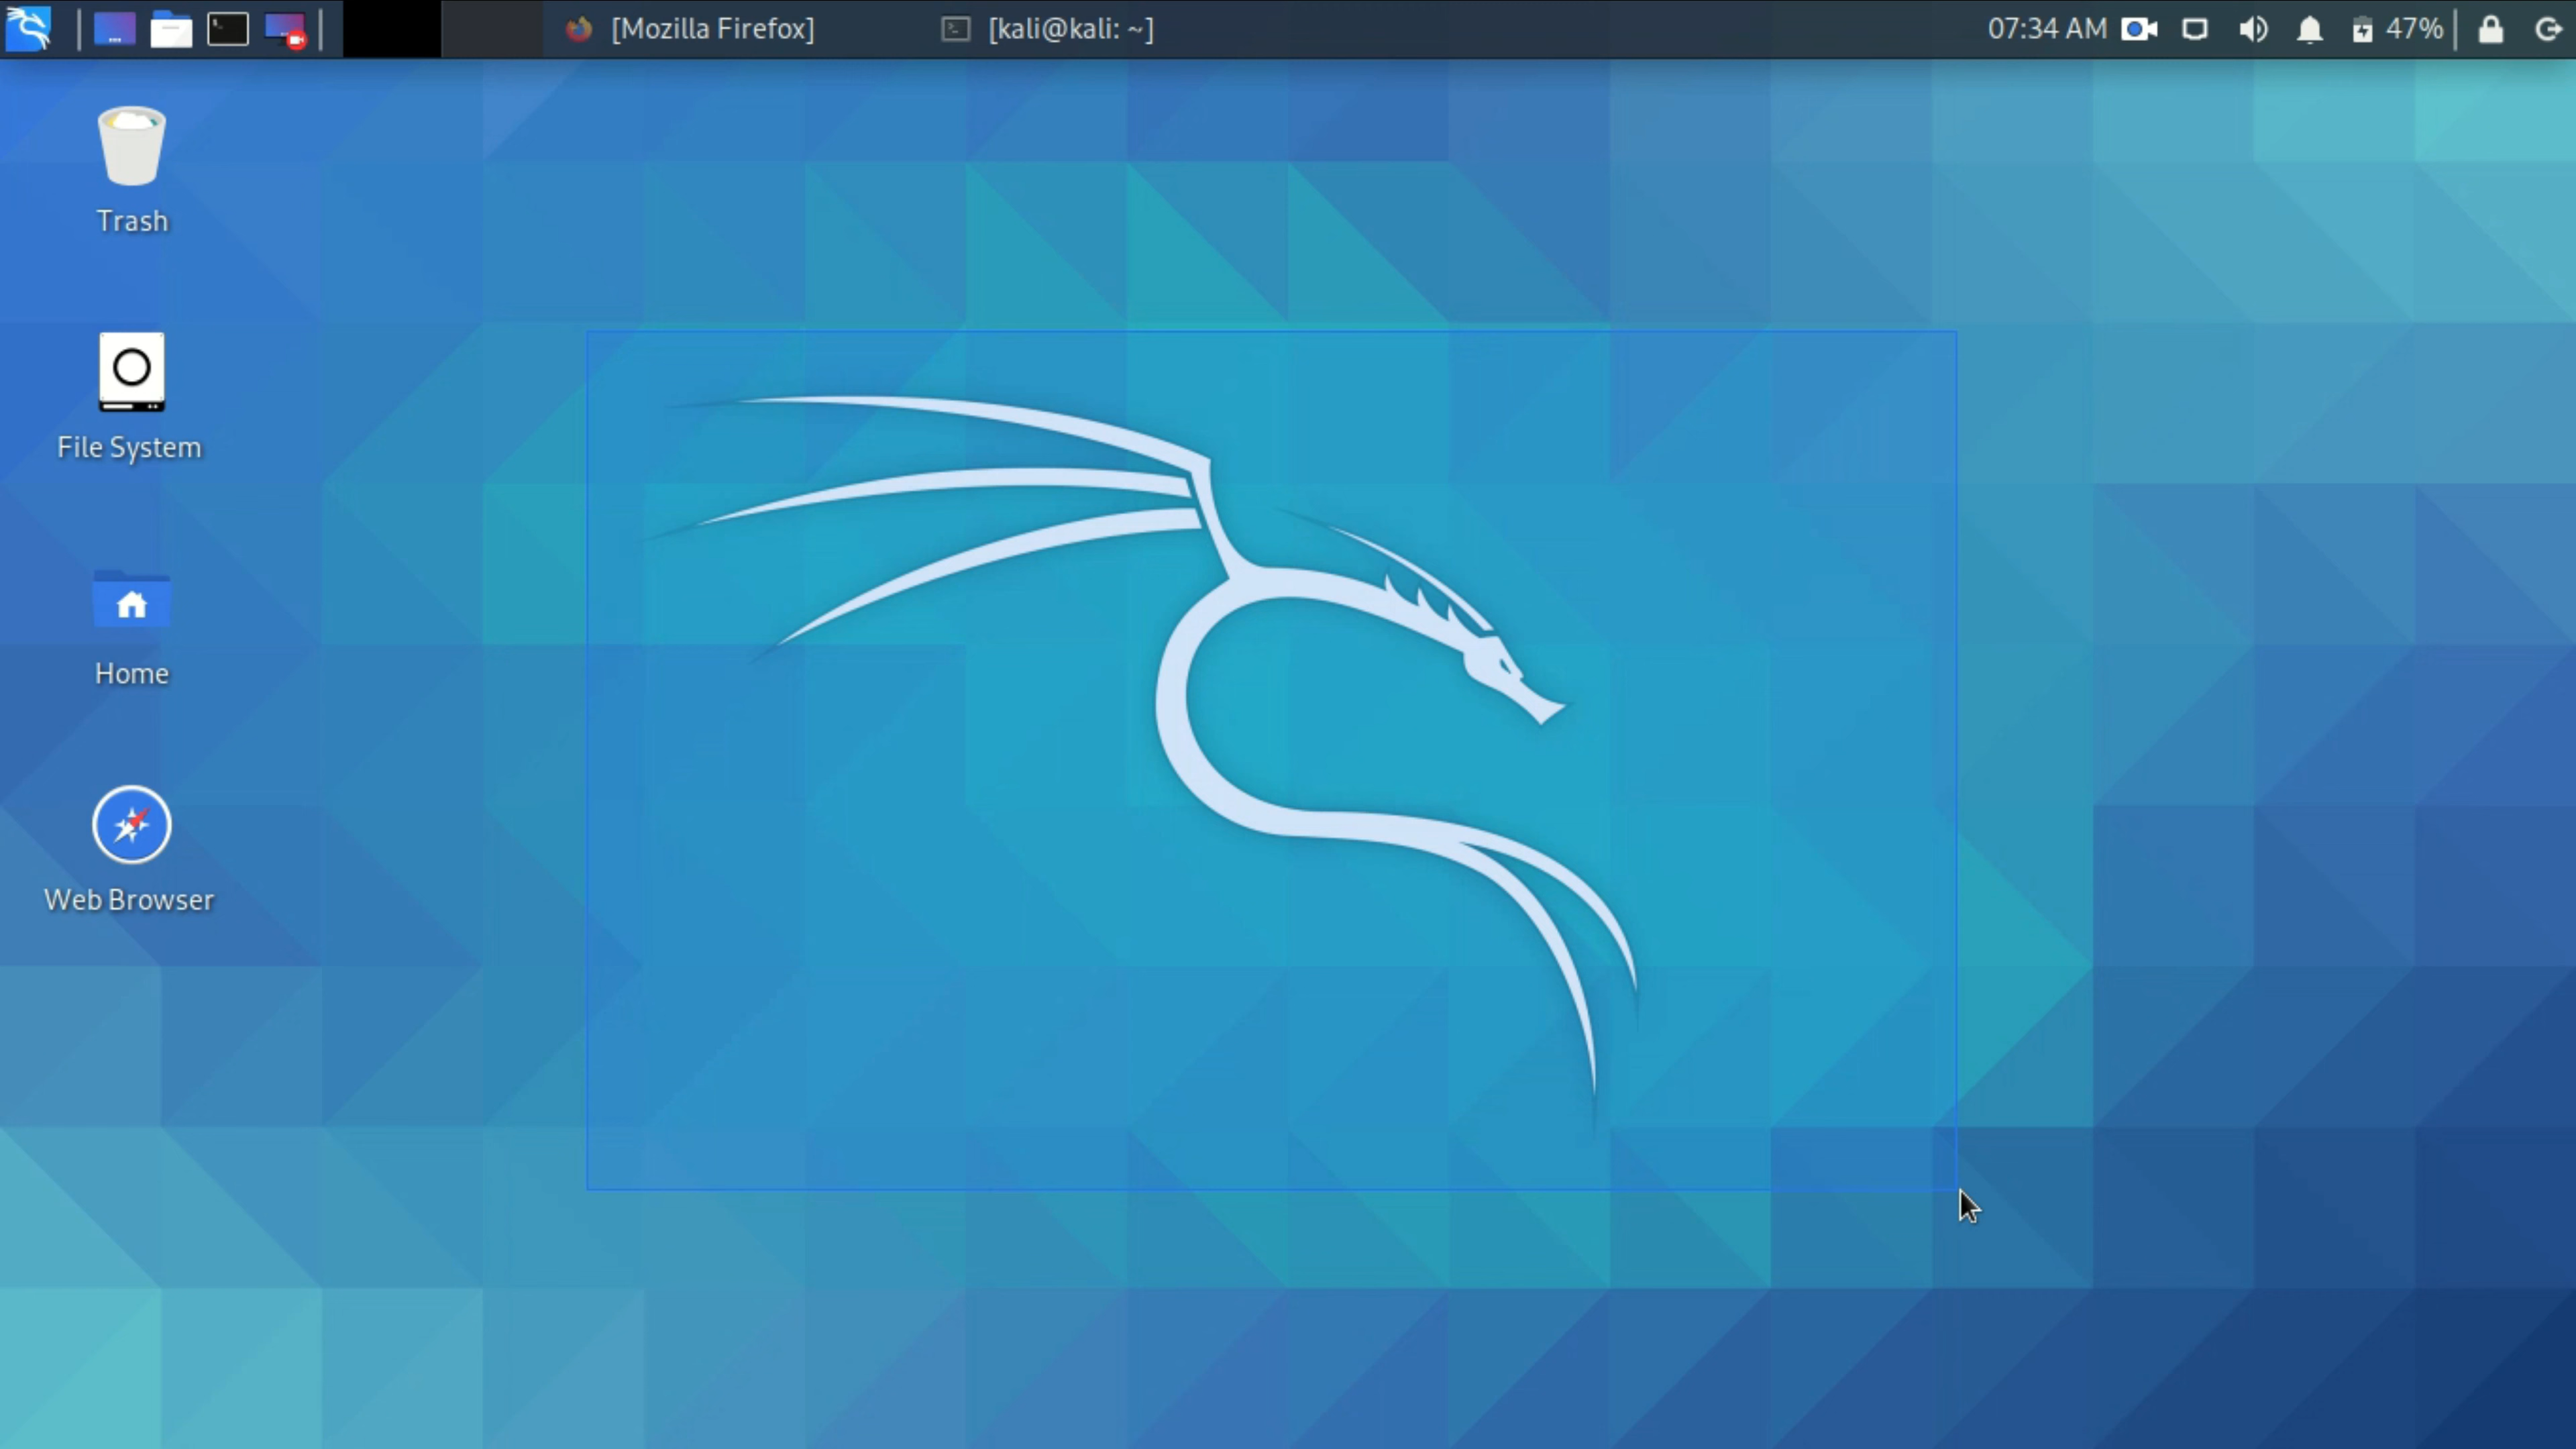 [Mozilla Firefox]
[kali@kali: ~]
07:34 AM
47%
Trash
File System
Home
Web Browser